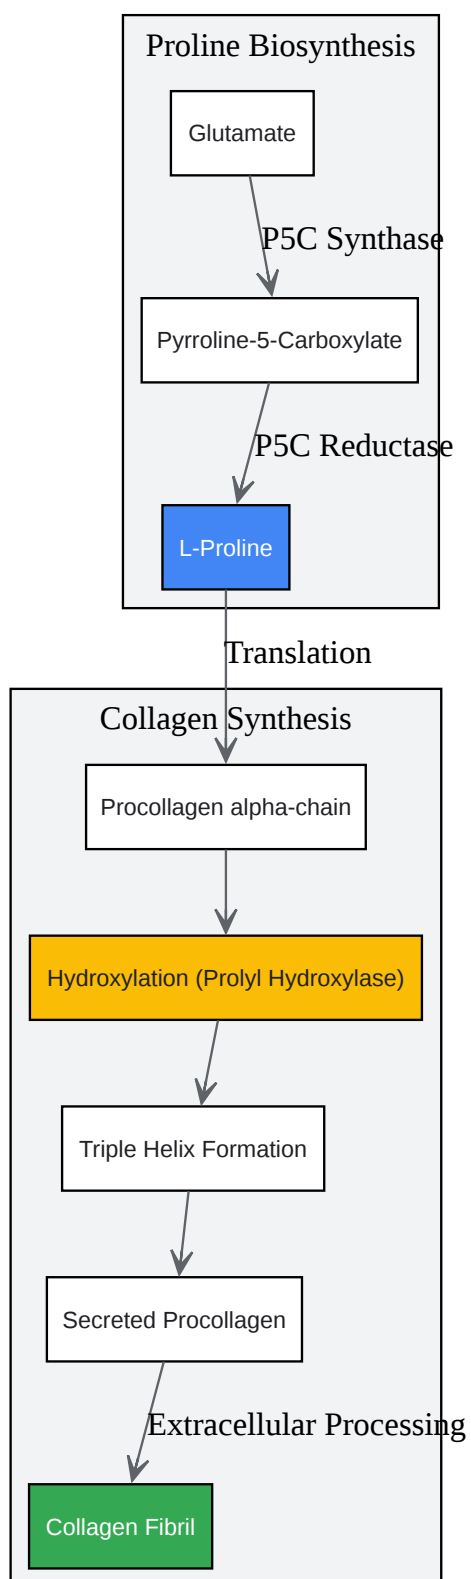 Proline Biosynthesis
Glutamate
P5C Synthase
Pyrroline-5-Carboxylate
P5C Reductase
L-Proline
Translation
Collagen Synthesis
Procollagen alpha-chain
Hydroxylation (Prolyl Hydroxylase)
Triple Helix Formation
Secreted Procollagen
Extracellular Processing
Collagen Fibril